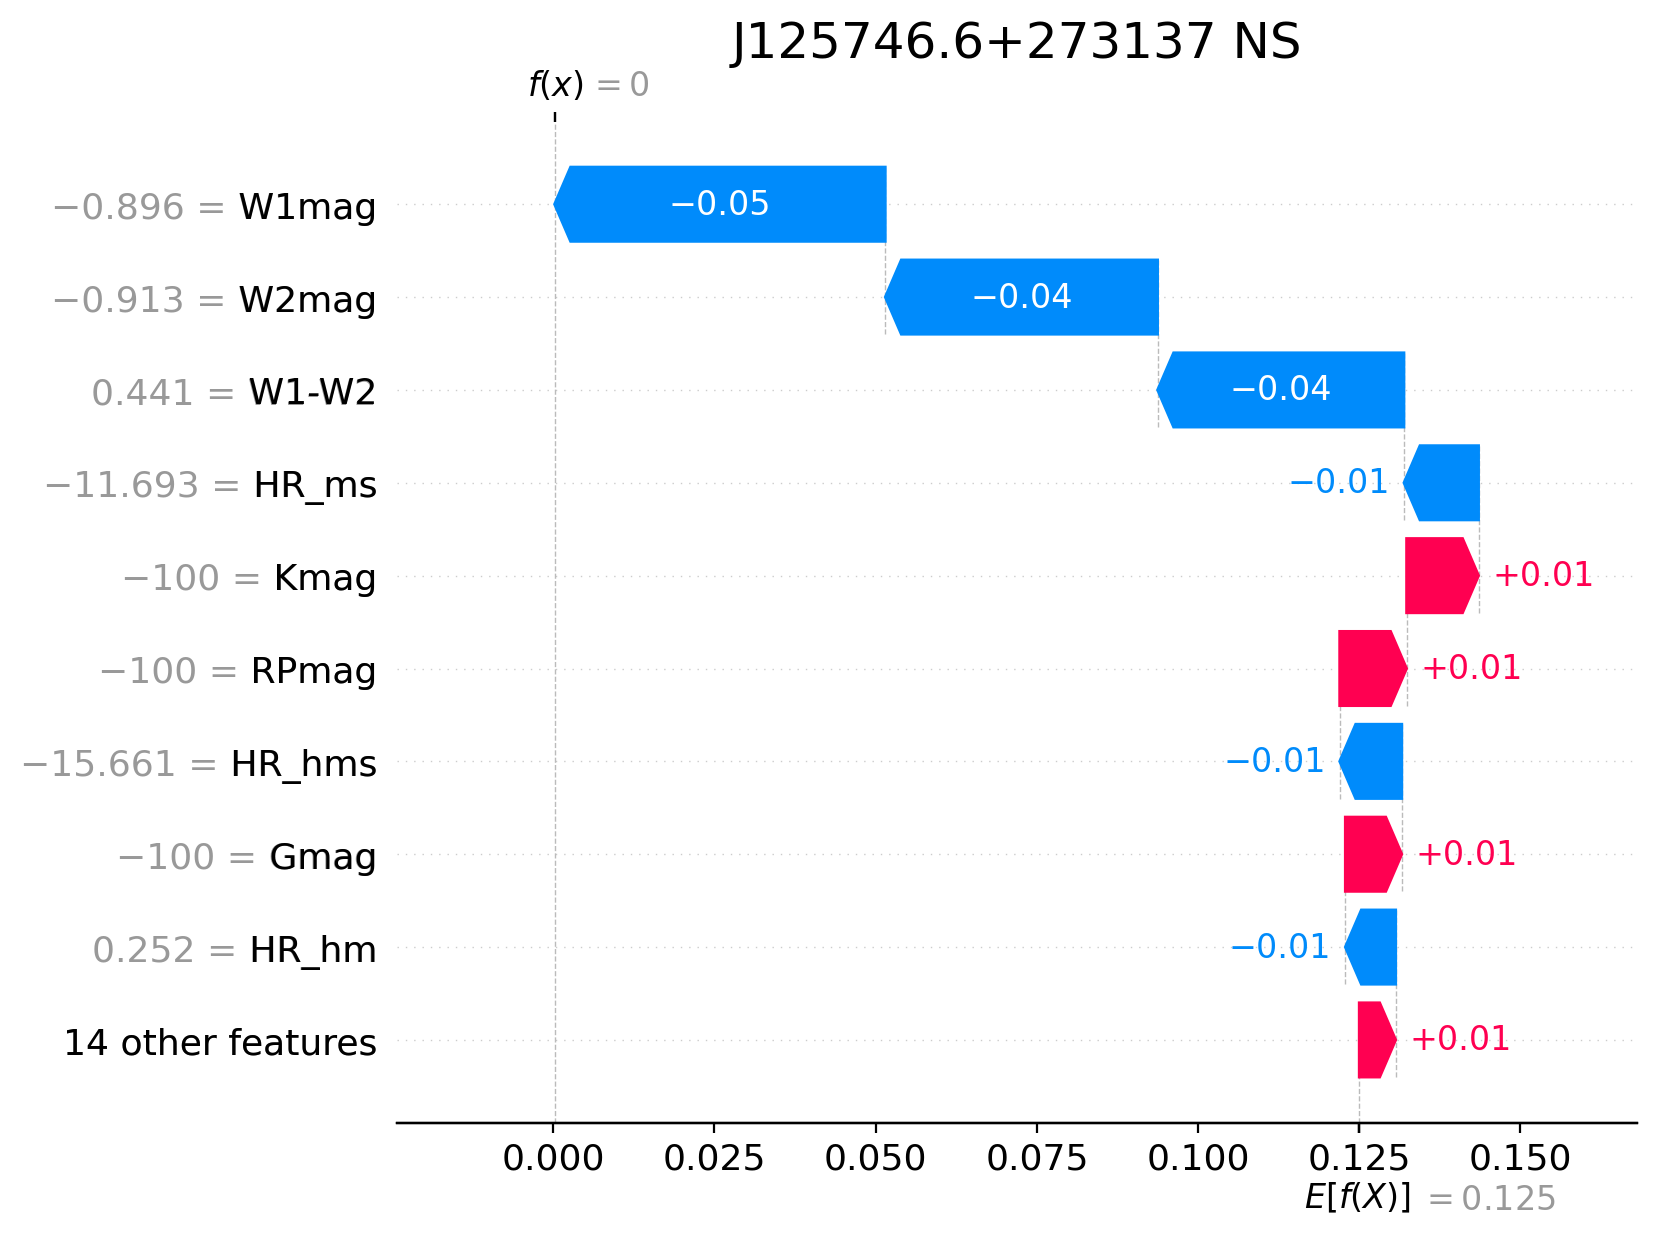 J125746.6+273137 NS
f(x) = 0
−0.896 = W1mag −0.05
−0.913 = W2mag −0.04
0.441 = W1-W2 −0.04
−11.693 = HR_ms −0.01
−100 = Kmag +0.01
−100 = RPmag +0.01
−15.661 = HR_hms −0.01
−100 = Gmag +0.01
0.252 = HR_hm −0.01
14 other features +0.01
0.000 0.025 0.050 0.075 0.100 0.125 0.150
E[f(X)] = 0.125